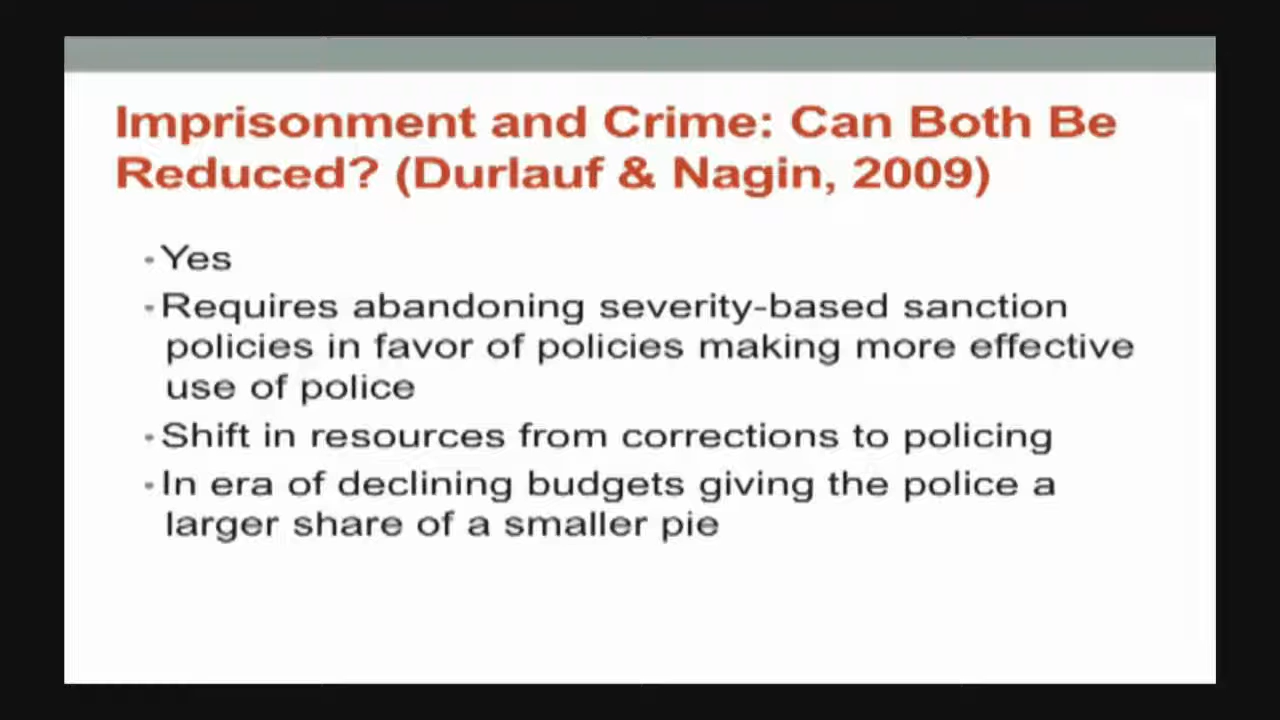 Imprisonment and Crime: Can Both Be
Reduced? (Durlauf & Nagin, 2009)
• Yes
• Requires abandoning severity-based sanction
policies in favor of policies making more effective
use of police
• Shift in resources from corrections to policing
• In era of declining budgets giving the police a
larger share of a smaller pie